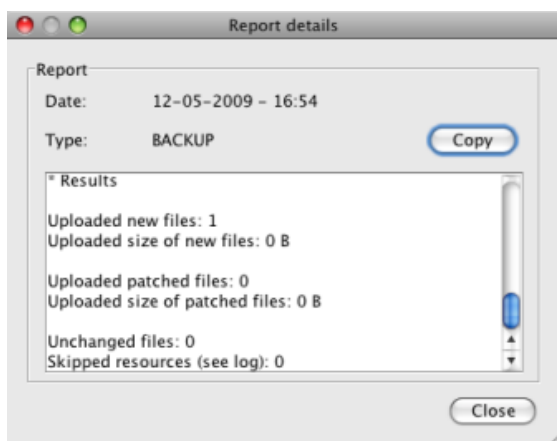 Report details
Report
Date: 12-05-2009 - 16:54
Type: BACKUP
Copy
* Results
Uploaded new files: 1
Uploaded size of new files: 0 B
Uploaded patched files: 0
Uploaded size of patched files: 0 B
Unchanged files: 0
Skipped resources (see log): 0
Close